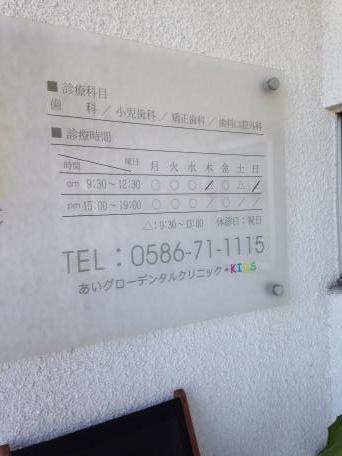 ■ 診療科目
歯　科 ／ 小児歯科 ／ 矯正歯科 ／ 歯科口腔外科
■ 診療時間
時間 曜日 月 火 水 木 金 土 日
am 9:30～12:30 ○ ○ ○ ／ ○ △ ／
pm 15:00～19:00 ○ ○ ○ ／ ○ ／ ／
△：9:30～13:00 休診日：祝日
TEL：0586-71-1115
あいグローデンタルクリニック+KIDS